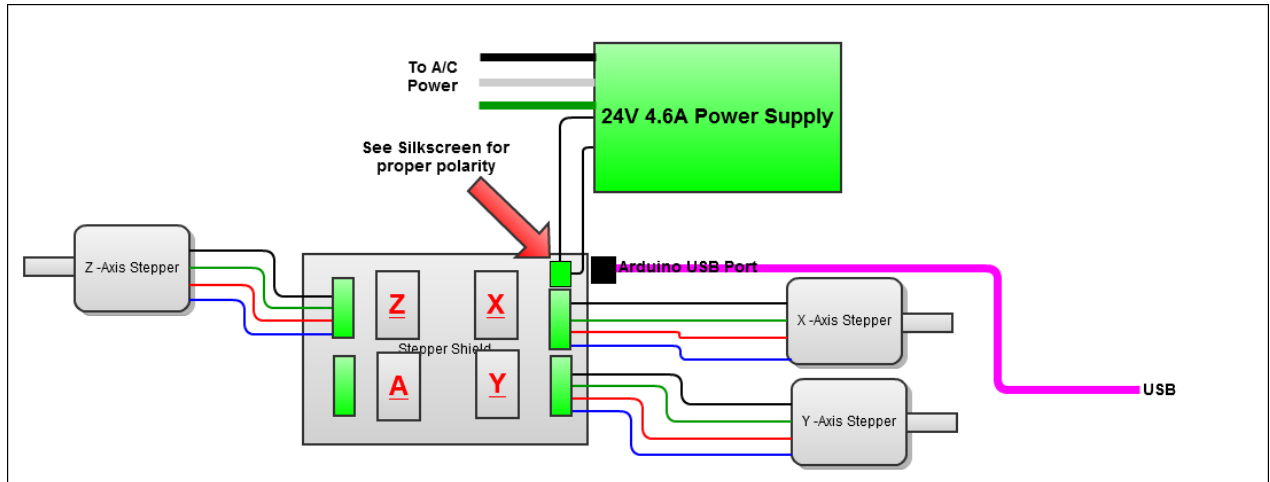 To A/C
Power
24V 4.6A Power Supply
See Silkscreen for
proper polarity
Arduino USB Port
Z -Axis Stepper
Z
X
X -Axis Stepper
Stepper Shield
A
Y
Y -Axis Stepper
USB